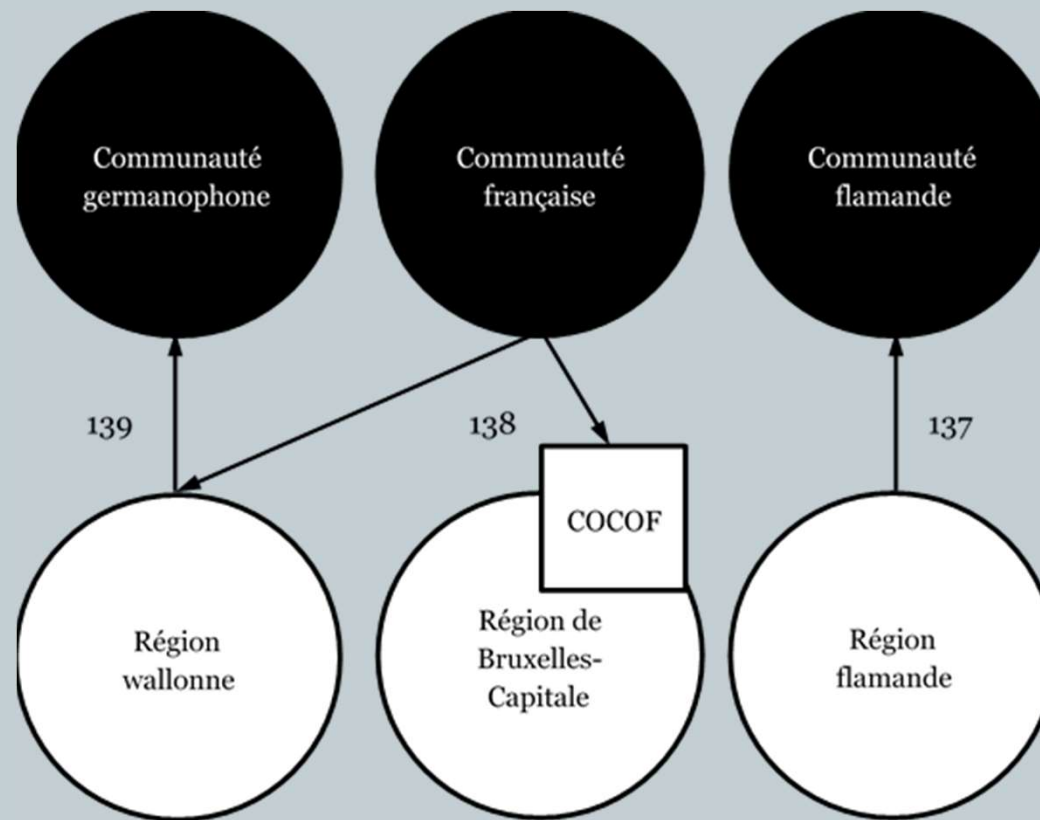 Communauté
germanophone
Communauté
française
Communauté
flamande
139
138
137
COCOF
Région
wallonne
Région de
Bruxelles-
Capitale
Région
flamande